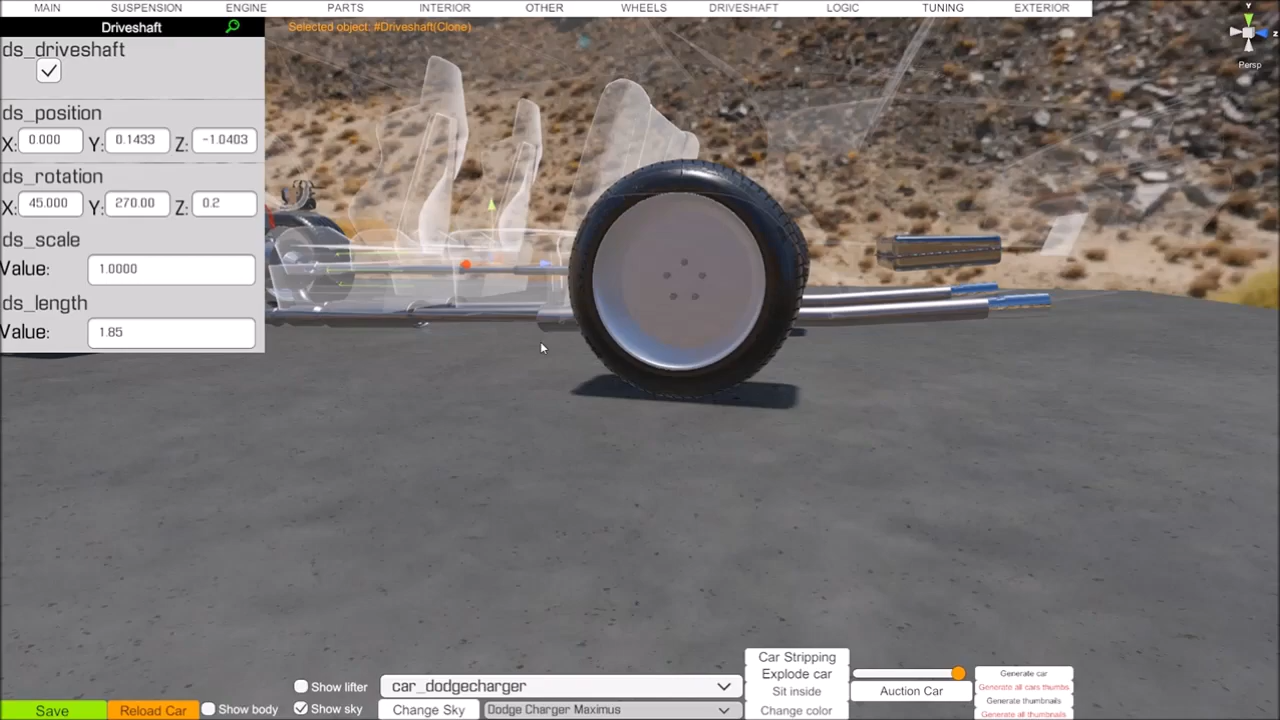 MAIN SUSPENSION ENGINE PARTS INTERIOR OTHER WHEELS DRIVESHAFT LOGIC TUNING EXTERIOR
Driveshaft
Selected object: #Driveshaft(Clone)
ds_driveshaft
ds_position
X: 0.000 Y: 0.1433 Z: -1.0403
ds_rotation
X: 45.000 Y: 270.00 Z: 0.2
ds_scale
Value: 1.0000
ds_length
Value: 1.85
Y
Z
Persp
Car Stripping
Explode car
Sit inside
Change color
Auction Car
Generate car
Generate all cars thumbs
Generate thumbnails
Generate all thumbnails
Show lifter
car_dodgecharger
Save
Reload Car
Show body
Show sky
Change Sky
Dodge Charger Maximus